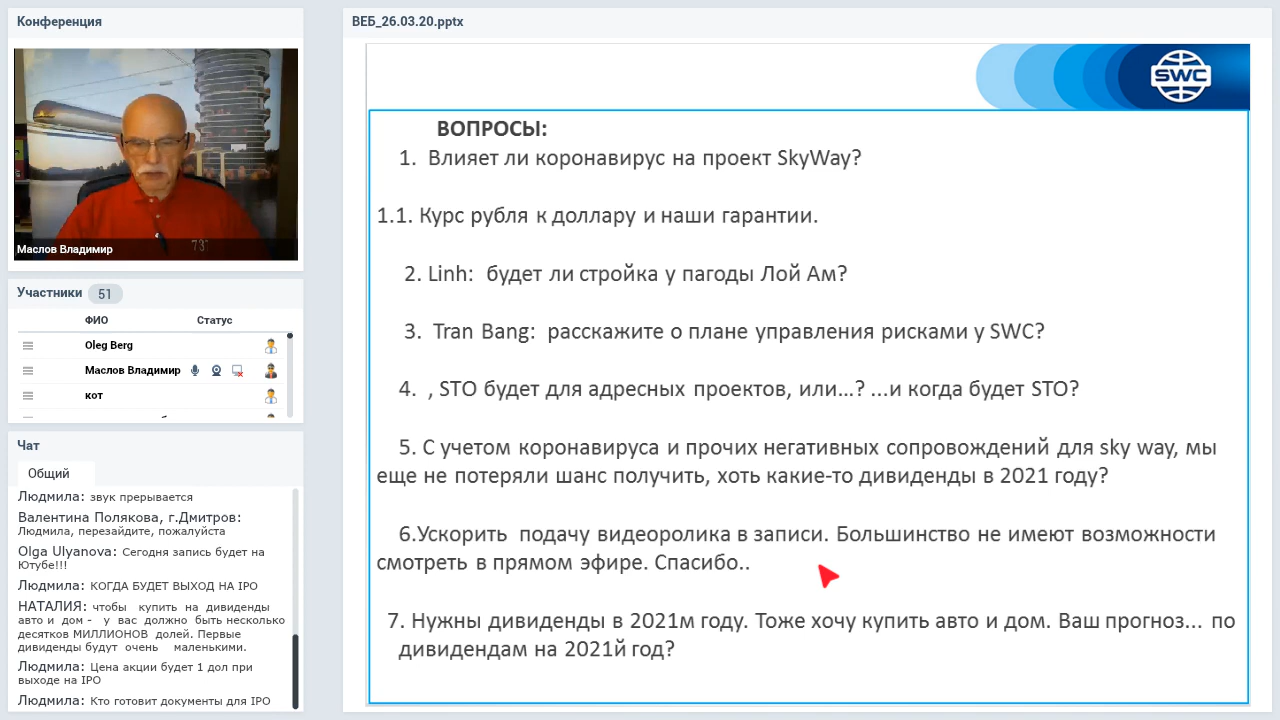 Конференция
Маслов Владимир
73"
Участники 51
ФИО Статус
Oleg Berg
Маслов Владимир
кот
Чат
Общий
Людмила: звук прерывается
Валентина Полякова, г.Дмитров:
Людмила, перезайдите, пожалуйста
Olga Ulyanova: Сегодня запись будет на
Ютубе!!!
Людмила: КОГДА БУДЕТ ВЫХОД НА IPO
НАТАЛИЯ: чтобы купить на дивиденды
авто и дом - у вас должно быть несколько
десятков МИЛЛИОНОВ долей. Первые
дивиденды будут очень маленькими.
Людмила: Цена акции будет 1 дол при
выходе на IPO
Людмила: Кто готовит документы для IPO
ВЕБ_26.03.20.pptx
SWC
ВОПРОСЫ:
1. Влияет ли коронавирус на проект SkyWay?
1.1. Курс рубля к доллару и наши гарантии.
2. Linh: будет ли стройка у пагоды Лой Ам?
3. Tran Bang: расскажите о плане управления рисками у SWC?
4. , STO будет для адресных проектов, или...? ...и когда будет STO?
5. С учетом коронавируса и прочих негативных сопровождений для sky way, мы
еще не потеряли шанс получить, хоть какие-то дивиденды в 2021 году?
6.Ускорить подачу видеоролика в записи. Большинство не имеют возможности
смотреть в прямом эфире. Спасибо..
7. Нужны дивиденды в 2021м году. Тоже хочу купить авто и дом. Ваш прогноз... по
дивидендам на 2021й год?